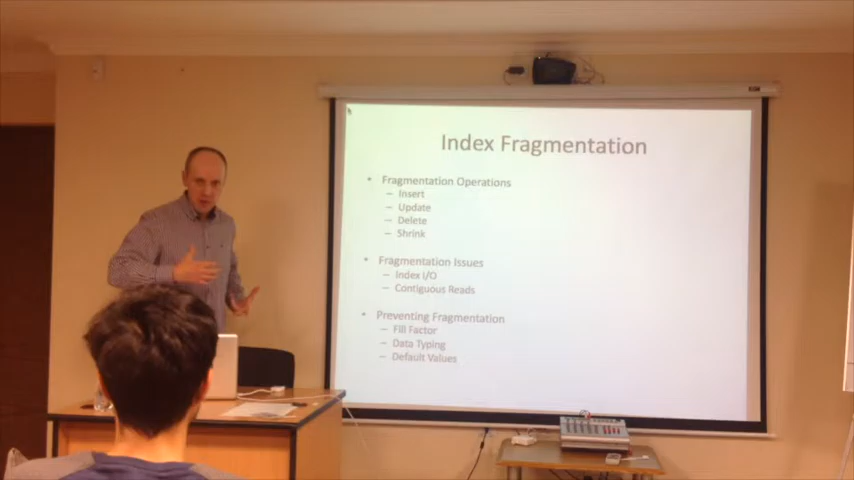 Index Fragmentation
• Fragmentation Operations
– Insert
– Update
– Delete
– Shrink
• Fragmentation Issues
– Index I/O
– Contiguous Reads
• Preventing Fragmentation
– Fill Factor
– Data Typing
– Default Values